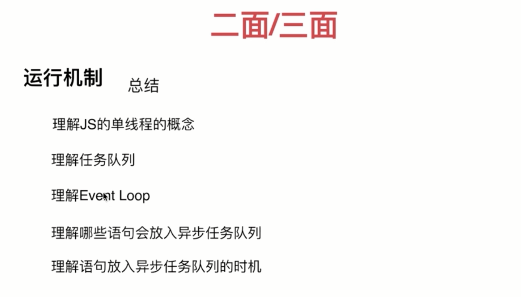 二面/三面
运行机制 总结
理解JS的单线程的概念
理解任务队列
理解Event Loop
理解哪些语句会放入异步任务队列
理解语句放入异步任务队列的时机